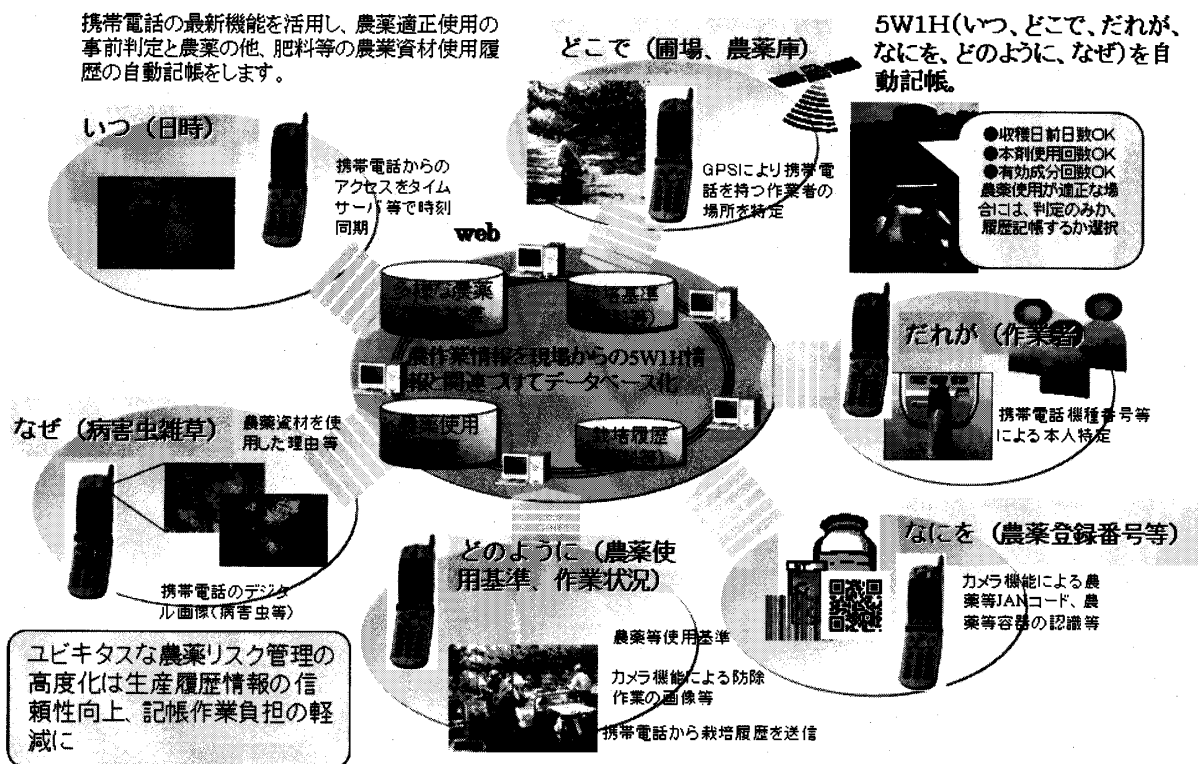 携帯電話の最新機能を活用し、農薬適正使用の
事前判定と農薬の他、肥料等の農業資材使用履
歴の自動記帳をします。
どこで（圃場、農薬庫）
5W1H(いつ、どこで、だれが、
なにを、どのように、なぜ)を自
動記帳。
いつ（日時）
携帯電話からの
アクセスをタイム
サーバ等で時刻
同期
GPSにより携帯電
話を持つ作業者の
場所を特定
●収穫日前日数OK
●本剤使用回数OK
●有効成分回数OK
農薬使用が適正な場
合には、判定のみか、
履歴記帳するか選択
web
多様な農薬
栽培基準
農作業情報を現場からの5W1H情
報と関連づけてデータベース化
農薬使用
栽培履歴
だれが（作業者）
携帯電話機種番号等
による本人特定
なぜ（病害虫雑草）
農薬資材を使
用した理由等
携帯電話のデジタ
ル画像(病害虫等)
どのように（農薬使
用基準、作業状況）
農薬等使用基準
カメラ機能による防除
作業の画像等
携帯電話から栽培履歴を送信
なにを（農薬登録番号等）
カメラ機能による農
薬等JANコード、農
薬等容器の認識等
ユビキタスな農薬リスク管理の
高度化は生産履歴情報の信
頼性向上、記帳作業負担の軽
減に